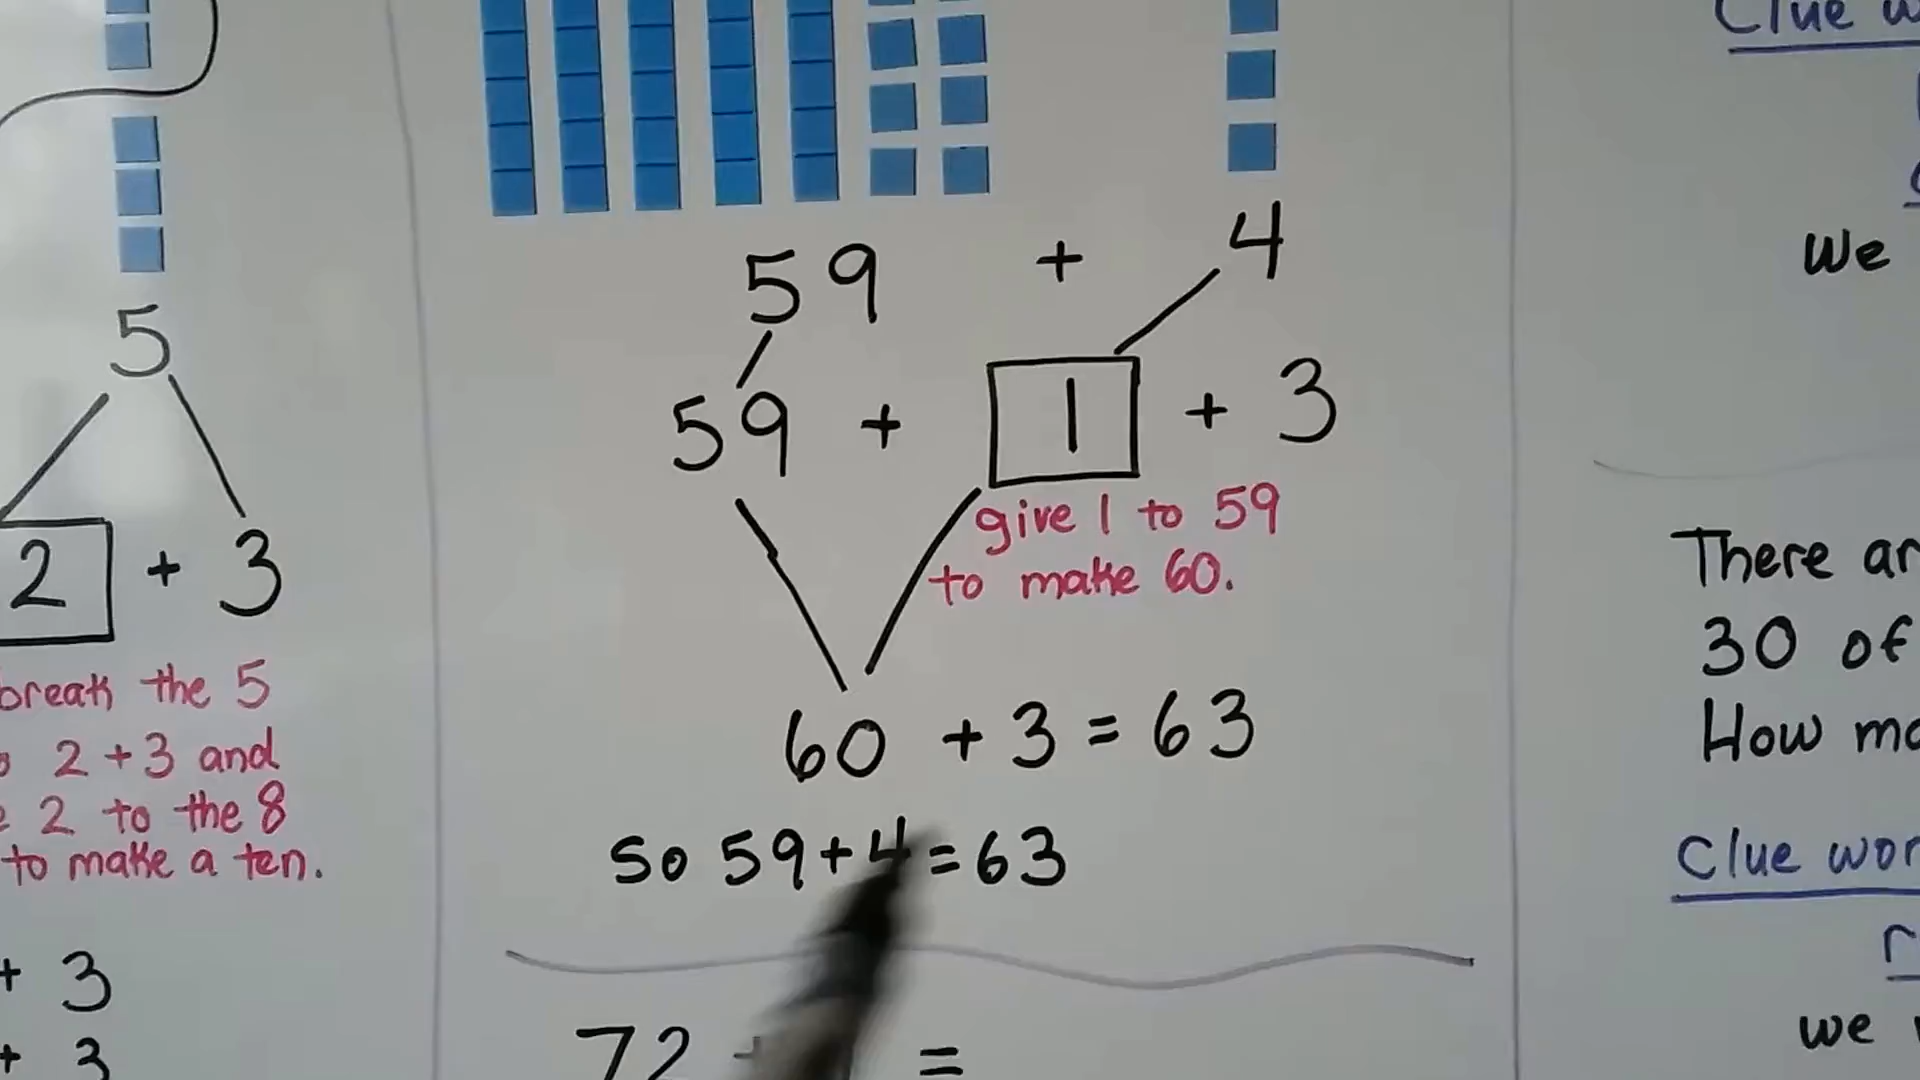 5
2 + 3
break the 5
2 + 3 and
2 to the 8
to make a ten.
+ 3
+ 3
59 + 4
59 + 1 + 3
give 1 to 59
to make 60.
60 + 3 = 63
So 59 + 4 = 63
72 + =
Clue
We
There
30 of
How
Clue
we